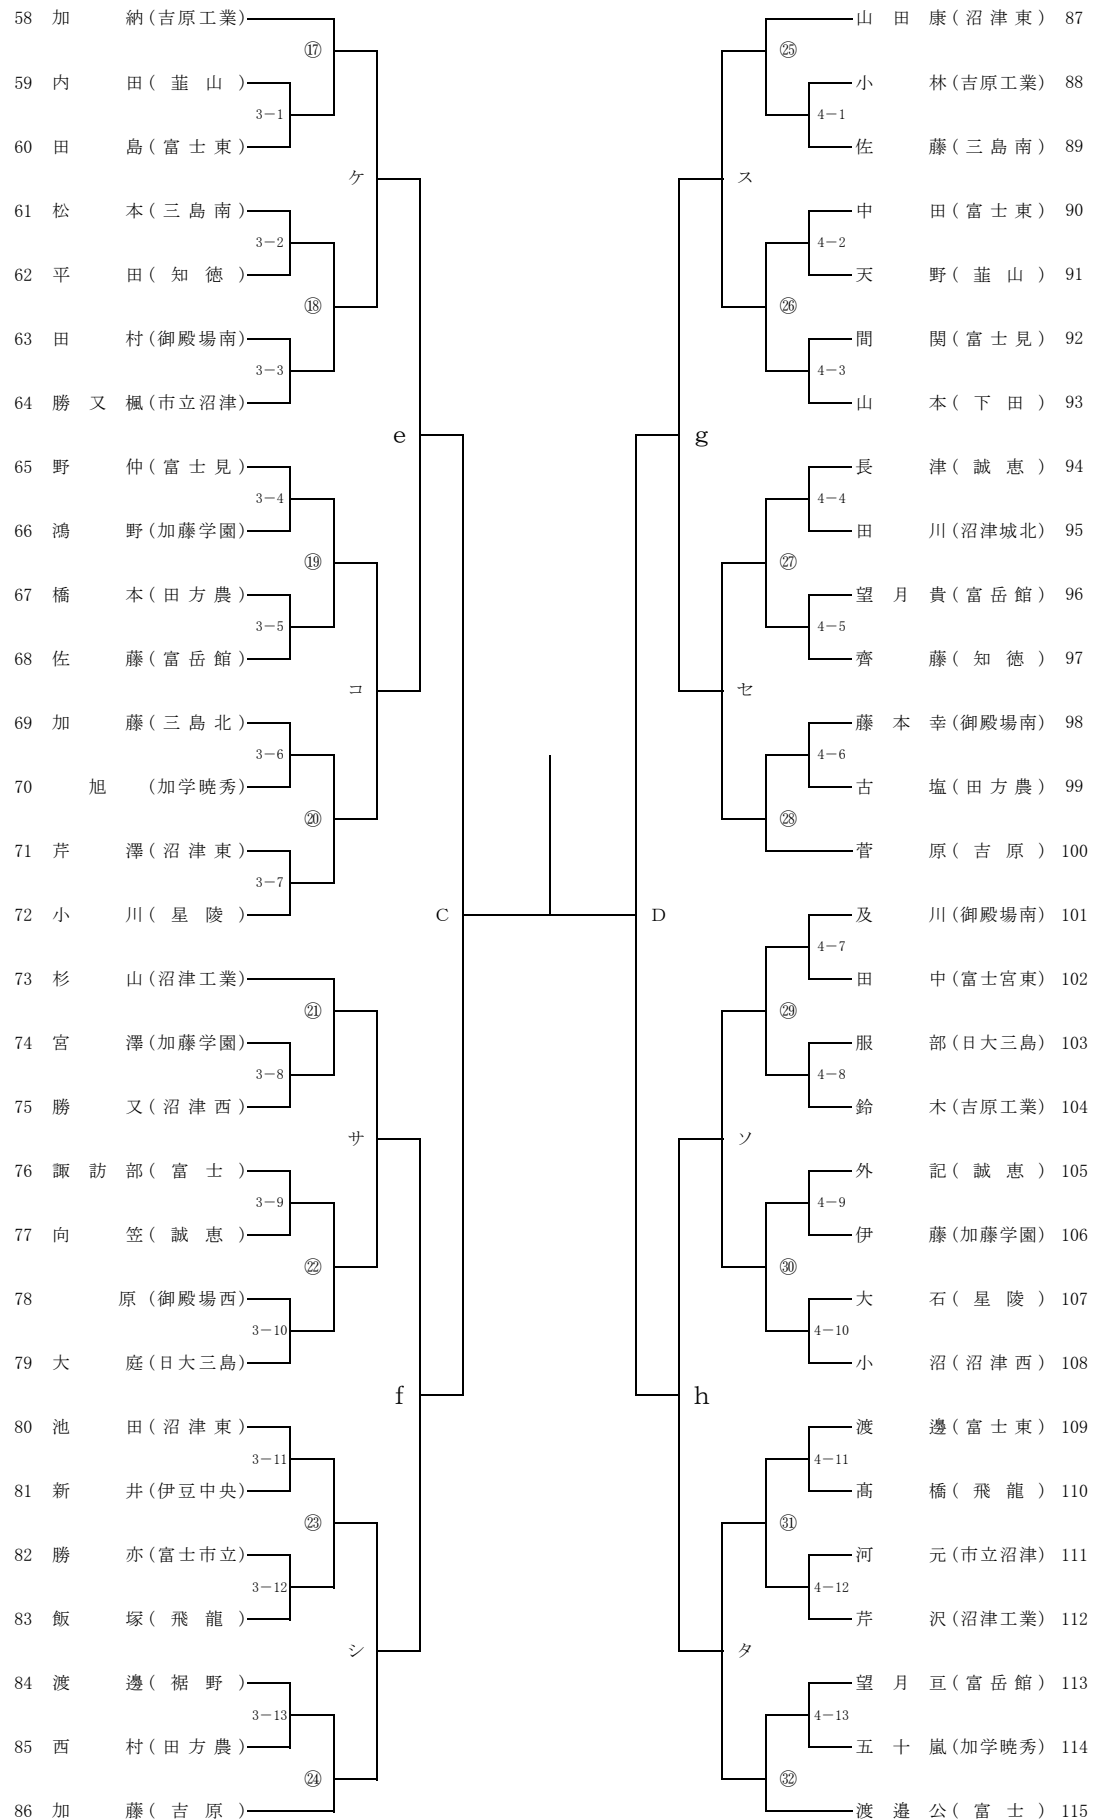 58 加納(吉原工業)
⑰
59 内田(韮山)
3-1
60 田島(富士東)
ケ
61 松本(三島南)
3-2
62 平田(知徳)
⑱
63 田村(御殿場南)
3-3
64 勝又楓(市立沼津)
e
65 野仲(富士見)
3-4
66 鴻野(加藤学園)
⑲
67 橋本(田方農)
3-5
68 佐藤(富岳館)
コ
69 加藤(三島北)
3-6
70 旭(加学暁秀)
⑳
71 芹澤(沼津東)
3-7
72 小川(星陵)
C
73 杉山(沼津工業)
㉑
74 宮澤(加藤学園)
3-8
75 勝又(沼津西)
サ
76 諏訪部(富士)
3-9
77 向笠(誠恵)
㉒
78 原(御殿場西)
3-10
79 大庭(日大三島)
f
80 池田(沼津東)
3-11
81 新井(伊豆中央)
㉓
82 勝亦(富士市立)
3-12
83 飯塚(飛龍)
シ
84 渡邊(裾野)
3-13
85 西村(田方農)
㉔
86 加藤(吉原)
山田康(沼津東) 87
㉕
小林(吉原工業) 88
4-1
佐藤(三島南) 89
ス
中田(富士東) 90
4-2
天野(韮山) 91
㉖
間関(富士見) 92
4-3
山本(下田) 93
g
長津(誠恵) 94
4-4
田川(沼津城北) 95
㉗
望月貴(富岳館) 96
4-5
齊藤(知徳) 97
セ
藤本幸(御殿場南) 98
4-6
古塩(田方農) 99
㉘
菅原(吉原) 100
D
及川(御殿場南) 101
4-7
田中(富士宮東) 102
㉙
服部(日大三島) 103
4-8
鈴木(吉原工業) 104
ソ
外記(誠恵) 105
4-9
伊藤(加藤学園) 106
㉚
大石(星陵) 107
4-10
小沼(沼津西) 108
h
渡邊(富士東) 109
4-11
髙橋(飛龍) 110
㉛
河元(市立沼津) 111
4-12
芹沢(沼津工業) 112
タ
望月亘(富岳館) 113
4-13
五十嵐(加学暁秀) 114
㉜
渡邉公(富士) 115